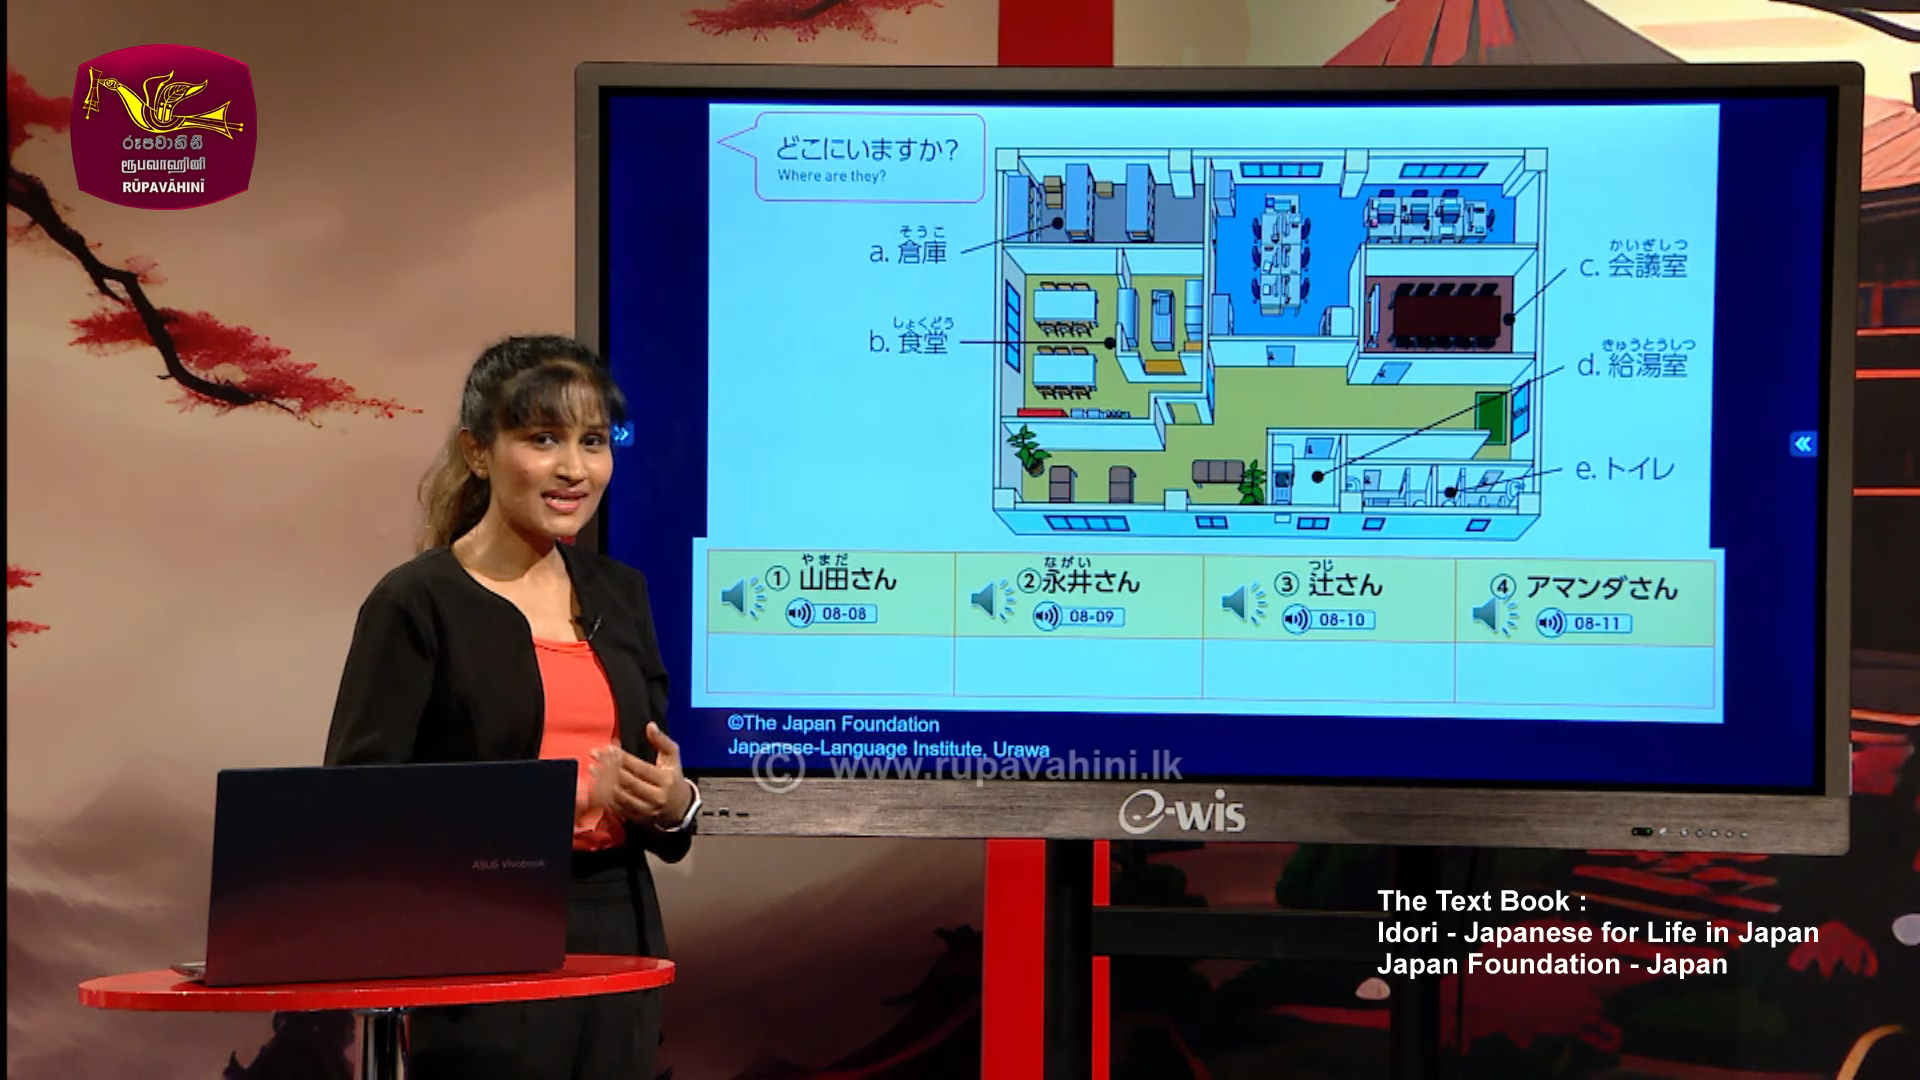 රූපවාහිනී
ரூபவாஹினி
RŪPAVĀHINĪ
どこにいますか?
Where are they?
そうこ
a. 倉庫
しょくどう
b. 食堂
かいぎしつ
c. 会議室
きゅうとうしつ
d. 給湯室
e. トイレ
やまだ
① 山田さん
08-08
ながい
② 永井さん
08-09
つじ
③ 辻さん
08-10
④ アマンダさん
08-11
©The Japan Foundation
Japanese-Language Institute, Urawa
© www.rupavahini.lk
e-wis
ASUS Vivobook
The Text Book :
Idori - Japanese for Life in Japan
Japan Foundation - Japan